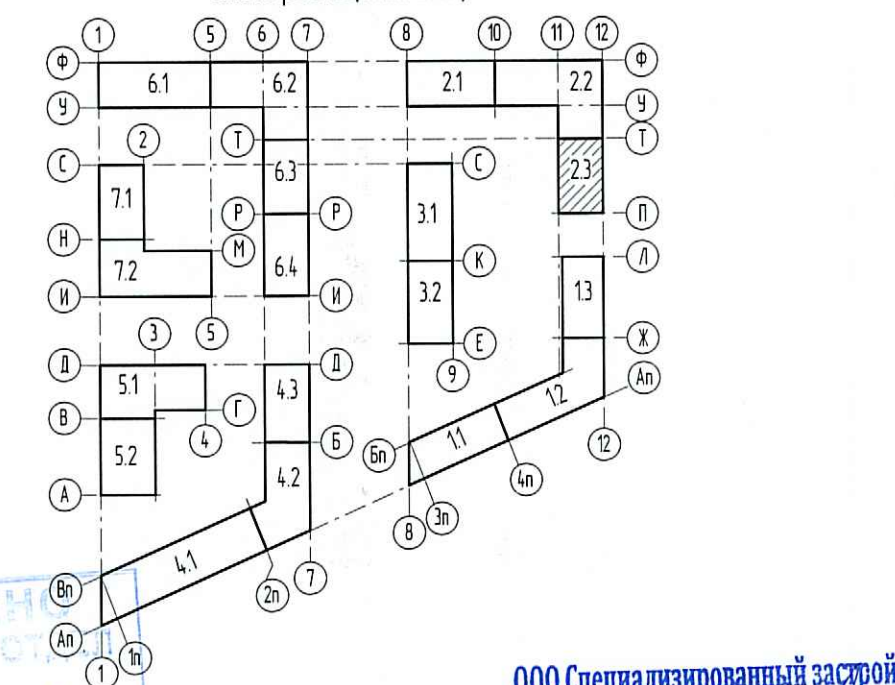 1 5 6 7 8 10 11 12
Ф 6.1 6.2 2.1 2.2 Ф
У У
2 Т Т
С 7.1 6.3 3.1 С 2.3
Р Р П
Н М К Л
7.2 6.4 3.2 1.3
И И
3 5 Е Ж
Д 5.1 4.3 Д 9 1.2 Ап
В Г
4 Б Бп 1.1 12
5.2 4.2 4п
А 3п
8
4.1 7
Вп 2п
Ап
1п
1
НО
ООО Специализированный застрой